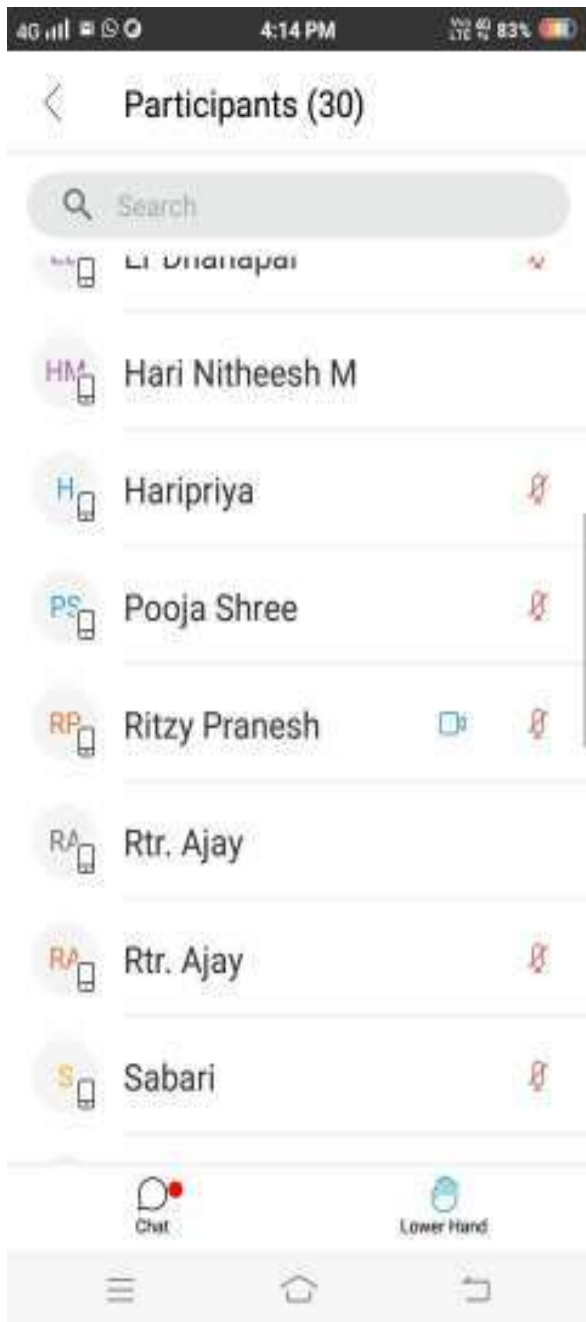 4G 4:14 PM 83%
Participants (30)
Search
HM Hari Nitheesh M
H Haripriya
PS Pooja Shree
RP Ritzy Pranesh
RA Rtr. Ajay
RA Rtr. Ajay
S Sabari
Chat Lower Hand